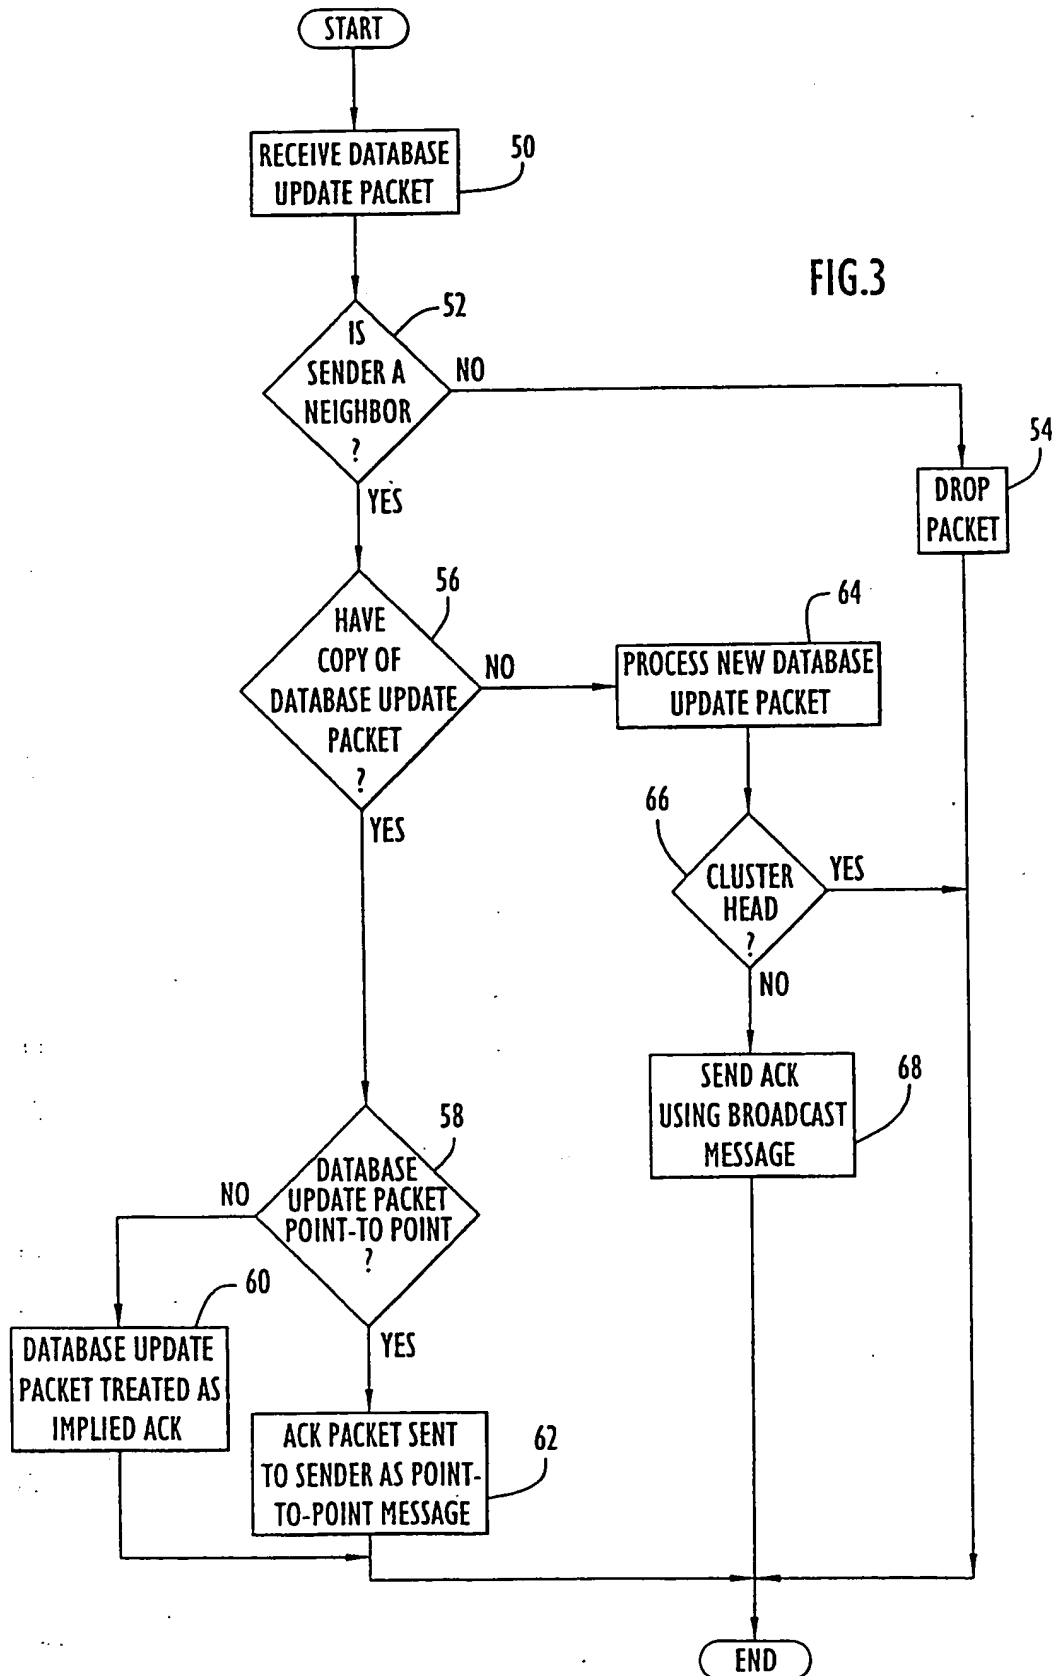 START
RECEIVE DATABASE
UPDATE PACKET
50
FIG.3
IS
SENDER A
NEIGHBOR
?
52
NO
YES
DROP
PACKET
54
HAVE
COPY OF
DATABASE UPDATE
PACKET
?
56
NO
YES
PROCESS NEW DATABASE
UPDATE PACKET
64
CLUSTER
HEAD
?
66
YES
NO
SEND ACK
USING BROADCAST
MESSAGE
68
DATABASE
UPDATE PACKET
POINT-TO POINT
?
58
NO
YES
DATABASE UPDATE
PACKET TREATED AS
IMPLIED ACK
60
ACK PACKET SENT
TO SENDER AS POINT-
TO-POINT MESSAGE
62
END